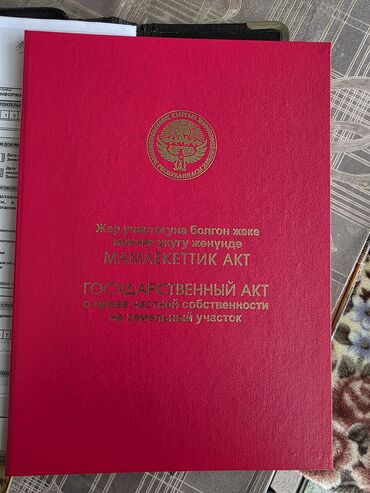 Жер участогуна болгон жеке
менчик укугу жөнүндө
МАМЛЕКЕТТИК АКТ
ГОСУДАРСТВЕННЫЙ АКТ
о праве частной собственности
на земельный участок